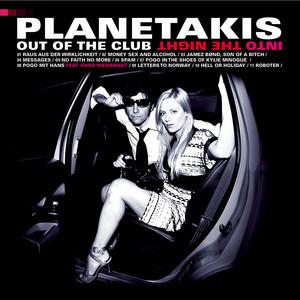 PLANETAKIS
OUT OF THE CLUB INTO THE NIGHT
01 RAUS AUS DER WIRKLICHKEIT / 02 MONEY SEX AND ALCOHOL / 03 JAMEZ BØND, SON OF A BITCH /
04 MESSAGES / 05 NO FAITH NO MORE / 06 SPAM / 07 POGO IN THE SHOES OF KYLIE MINOGUE /
08 POGO MIT HANS FEAT. HANS NIESWANDT / 09 LETTERS TO NORWAY / 10 HELL OR HOLIDAY / 11 ROBOTER /